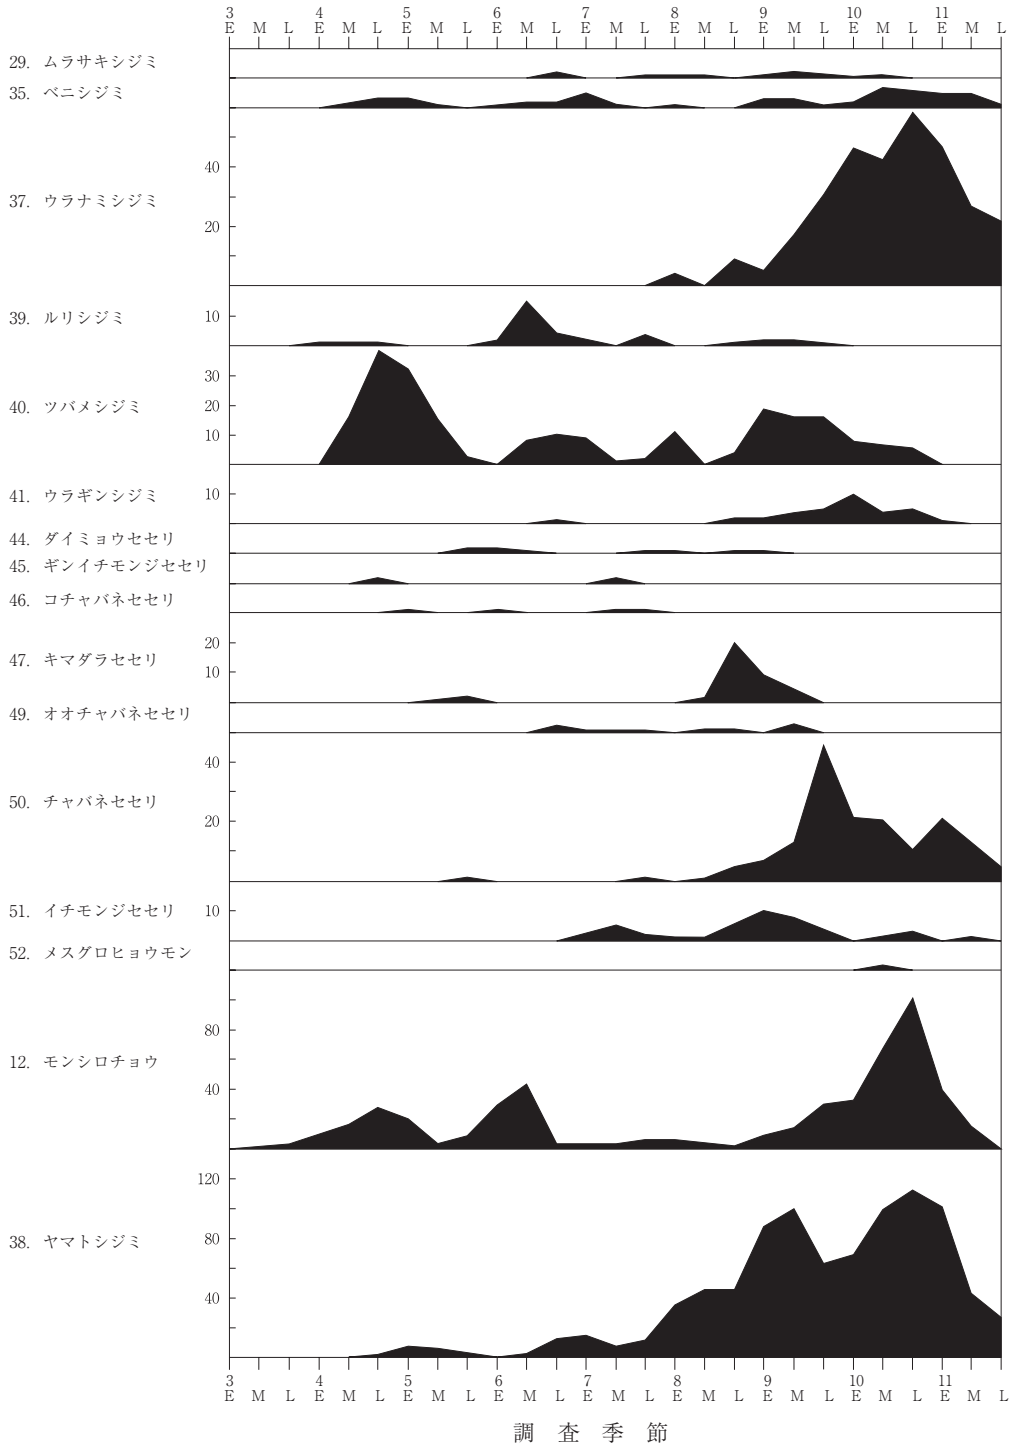 3 4 5 6 7 8 9 10 11
E M L E M L E M L E M L E M L E M L E M L E M L E M L
29. ムラサキシジミ
35. ベニシジミ
40
37. ウラナミシジミ
20
39. ルリシジミ 10
30
40. ツバメシジミ 20
10
41. ウラギンシジミ 10
44. ダイミョウセセリ
45. ギンイチモンジセセリ
46. コチャバネセセリ
20
47. キマダラセセリ
10
49. オオチャバネセセリ
40
50. チャバネセセリ
20
51. イチモンジセセリ 10
52. メスグロヒョウモン
80
12. モンシロチョウ
40
120
38. ヤマトシジミ 80
40
3 4 5 6 7 8 9 10 11
E M L E M L E M L E M L E M L E M L E M L E M L E M L
調査季節